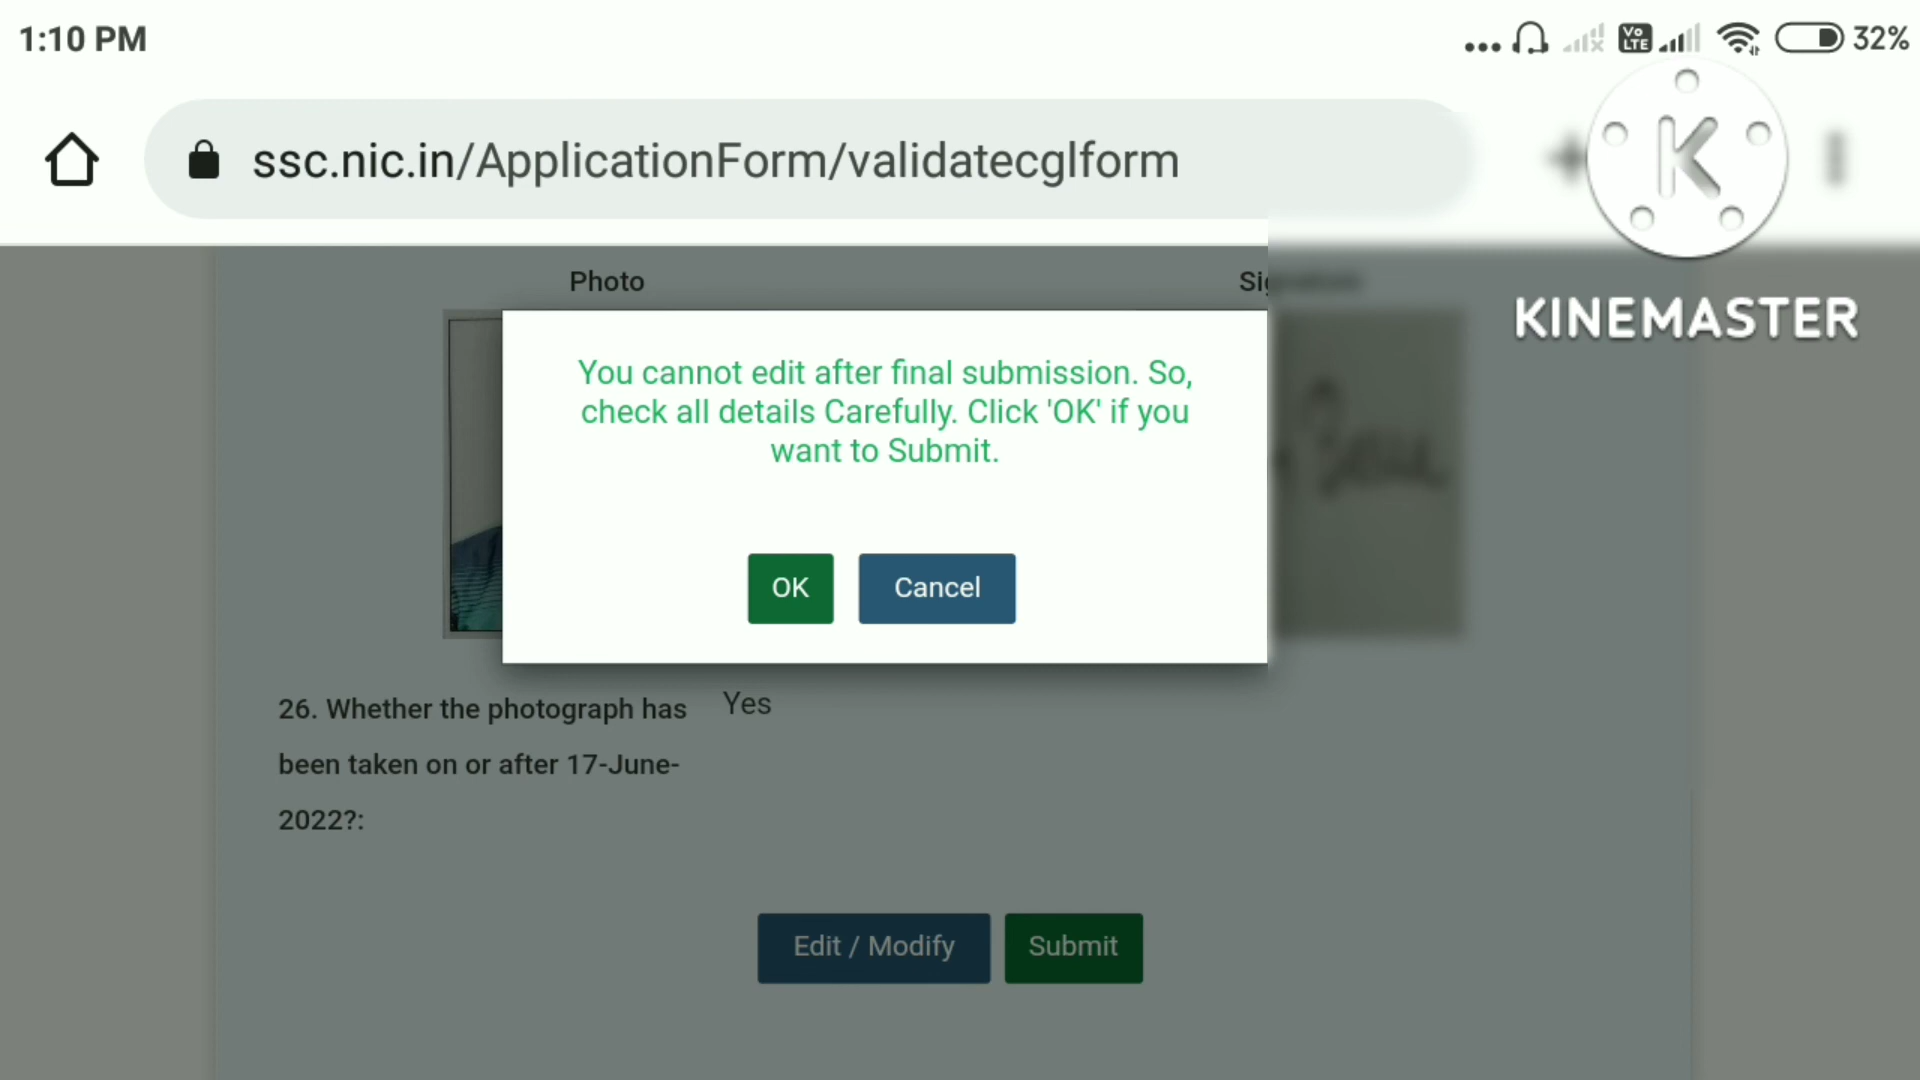 1:10 PM
Vo LTE
32%
ssc.nic.in/ApplicationForm/validatecglform
K
KINEMASTER
Photo
You cannot edit after final submission. So,
check all details Carefully. Click 'OK' if you
want to Submit.
OK
Cancel
26. Whether the photograph has
been taken on or after 17-June-
2022?:
Yes
Edit / Modify
Submit